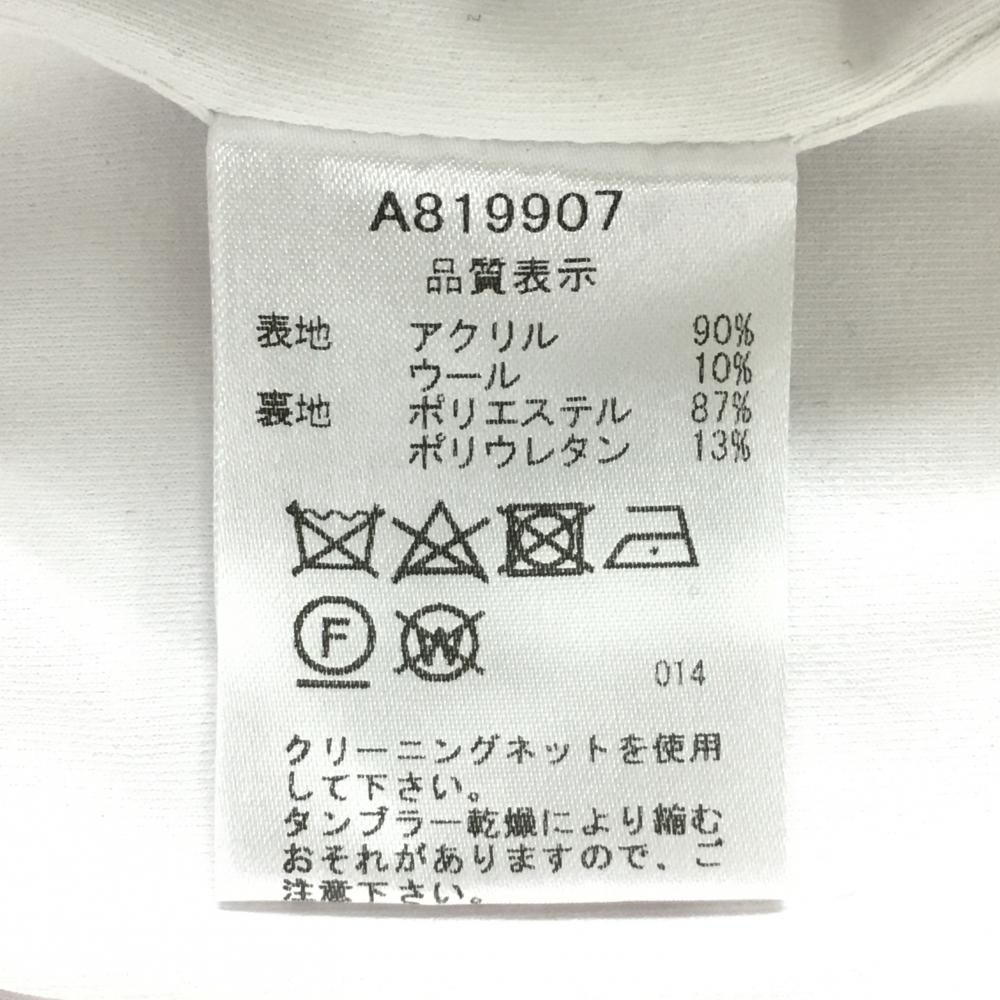 A819907
品質表示
表地 アクリル 90%
ウール 10%
裏地 ポリエステル 87%
ポリウレタン 13%
F W
014
クリーニングネットを使用
して下さい。
タンブラー乾燥により縮む
おそれがありますので、ご
注意下さい。